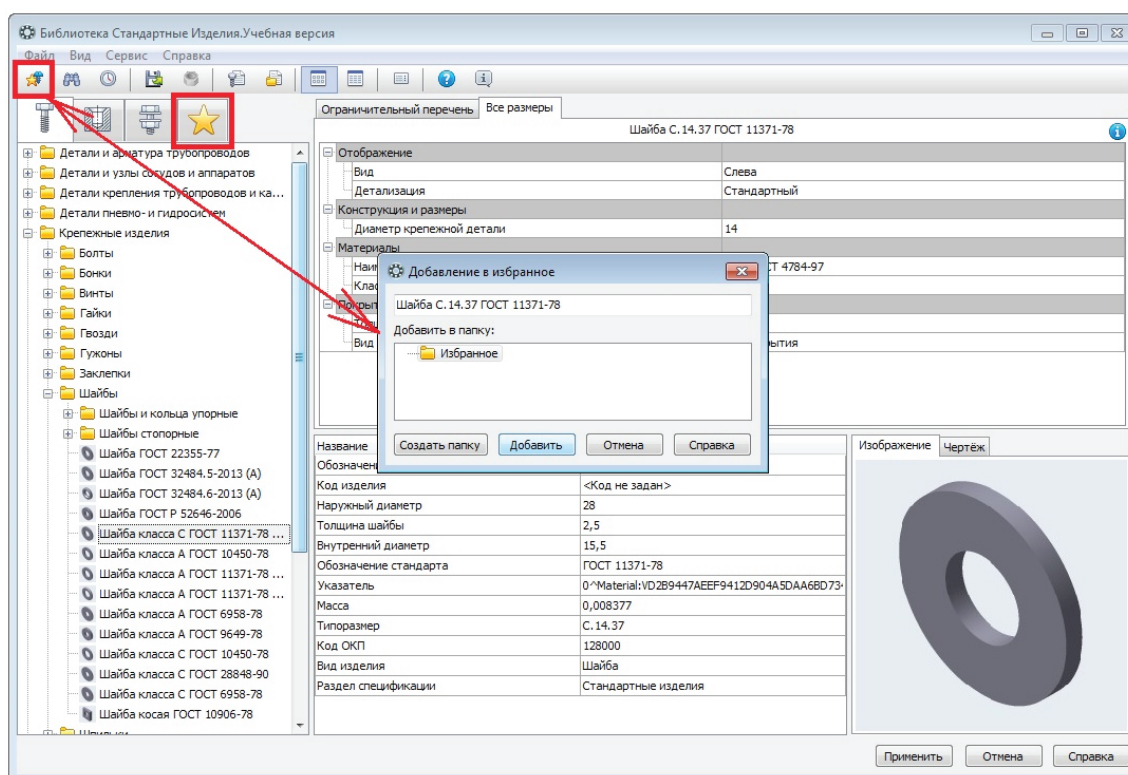 Библиотека Стандартные Изделия.Учебная версия
Файл Вид Сервис Справка
Детали и арматура трубопроводов
Детали и узлы сосудов и аппаратов
Детали крепления трубопроводов и ка...
Детали пневмо- и гидросистем
Крепежные изделия
Болты
Бонки
Винты
Гайки
Гвозди
Гужоны
Заклепки
Шайбы
Шайбы и кольца упорные
Шайбы стопорные
Шайба ГОСТ 22355-77
Шайба ГОСТ 32484.5-2013 (А)
Шайба ГОСТ 32484.6-2013 (А)
Шайба ГОСТ Р 52646-2006
Шайба класса С ГОСТ 11371-78 ...
Шайба класса А ГОСТ 10450-78
Шайба класса А ГОСТ 11371-78 ...
Шайба класса А ГОСТ 11371-78 ...
Шайба класса А ГОСТ 6958-78
Шайба класса А ГОСТ 9649-78
Шайба класса С ГОСТ 10450-78
Шайба класса С ГОСТ 28848-90
Шайба класса С ГОСТ 6958-78
Шайба косая ГОСТ 10906-78
Ограничительный перечень Все размеры
Шайба С.14.37 ГОСТ 11371-78
Отображение
Вид Слева
Детализация Стандартный
Конструкция и размеры
Диаметр крепежной детали 14
Материалы
4784-97
Вид
Добавление в избранное
Шайба С.14.37 ГОСТ 11371-78
Добавить в папку:
Избранное
Создать папку Добавить Отмена Справка
Название
Код изделия <Код не задан>
Наружный диаметр 28
Толщина шайбы 2,5
Внутренний диаметр 15,5
Обозначение стандарта ГОСТ 11371-78
Указатель
Масса 0,008377
Типоразмер С.14.37
Код ОКП 128000
Вид изделия Шайба
Раздел спецификации Стандартные изделия
Изображение Чертёж
Применить Отмена Справка